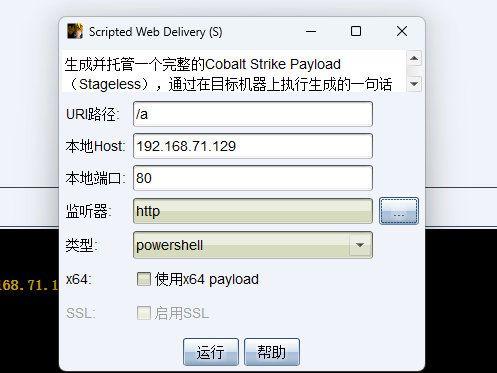 Scripted Web Delivery (S)
生成并托管一个完整的Cobalt Strike Payload
（Stageless），通过在目标机器上执行生成的一句话
URI路径: /a
本地Host: 192.168.71.129
本地端口: 80
监听器: http ...
类型: powershell
68.71.1
x64: 使用x64 payload
SSL: 启用SSL
运行 帮助